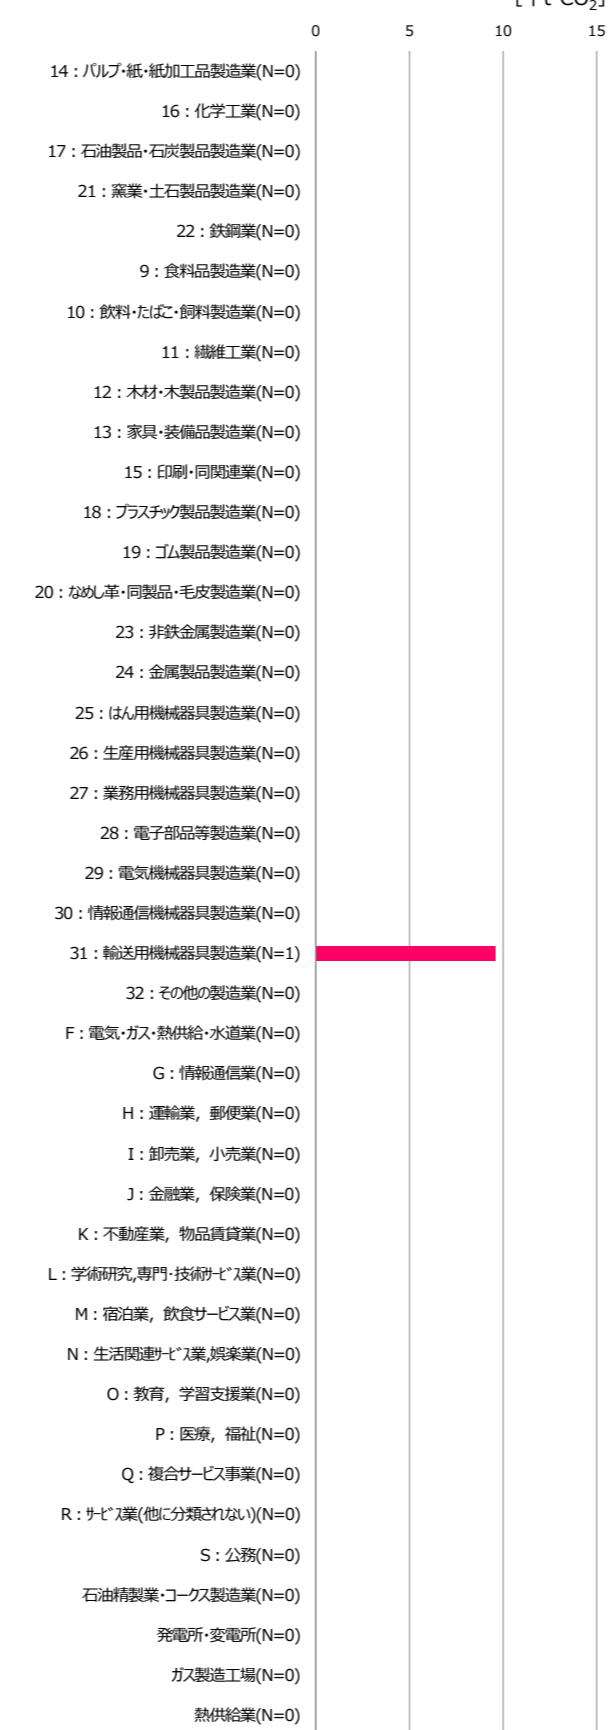 0 5 10 15
14：パルプ・紙・紙加工品製造業(N=0)
16：化学工業(N=0)
17：石油製品・石炭製品製造業(N=0)
21：窯業・土石製品製造業(N=0)
22：鉄鋼業(N=0)
9：食料品製造業(N=0)
10：飲料・たばこ・飼料製造業(N=0)
11：繊維工業(N=0)
12：木材・木製品製造業(N=0)
13：家具・装備品製造業(N=0)
15：印刷・同関連業(N=0)
18：プラスチック製品製造業(N=0)
19：ゴム製品製造業(N=0)
20：なめし革・同製品・毛皮製造業(N=0)
23：非鉄金属製造業(N=0)
24：金属製品製造業(N=0)
25：はん用機械器具製造業(N=0)
26：生産用機械器具製造業(N=0)
27：業務用機械器具製造業(N=0)
28：電子部品等製造業(N=0)
29：電気機械器具製造業(N=0)
30：情報通信機械器具製造業(N=0)
31：輸送用機械器具製造業(N=1)
32：その他の製造業(N=0)
F：電気・ガス・熱供給・水道業(N=0)
G：情報通信業(N=0)
H：運輸業，郵便業(N=0)
I：卸売業，小売業(N=0)
J：金融業，保険業(N=0)
K：不動産業，物品賃貸業(N=0)
L：学術研究,専門・技術ｻｰﾋﾞｽ業(N=0)
M：宿泊業，飲食サービス業(N=0)
N：生活関連ｻｰﾋﾞｽ業,娯楽業(N=0)
O：教育，学習支援業(N=0)
P：医療，福祉(N=0)
Q：複合サービス事業(N=0)
R：ｻｰﾋﾞｽ業(他に分類されない)(N=0)
S：公務(N=0)
石油精製業・コークス製造業(N=0)
発電所・変電所(N=0)
ガス製造工場(N=0)
熱供給業(N=0)